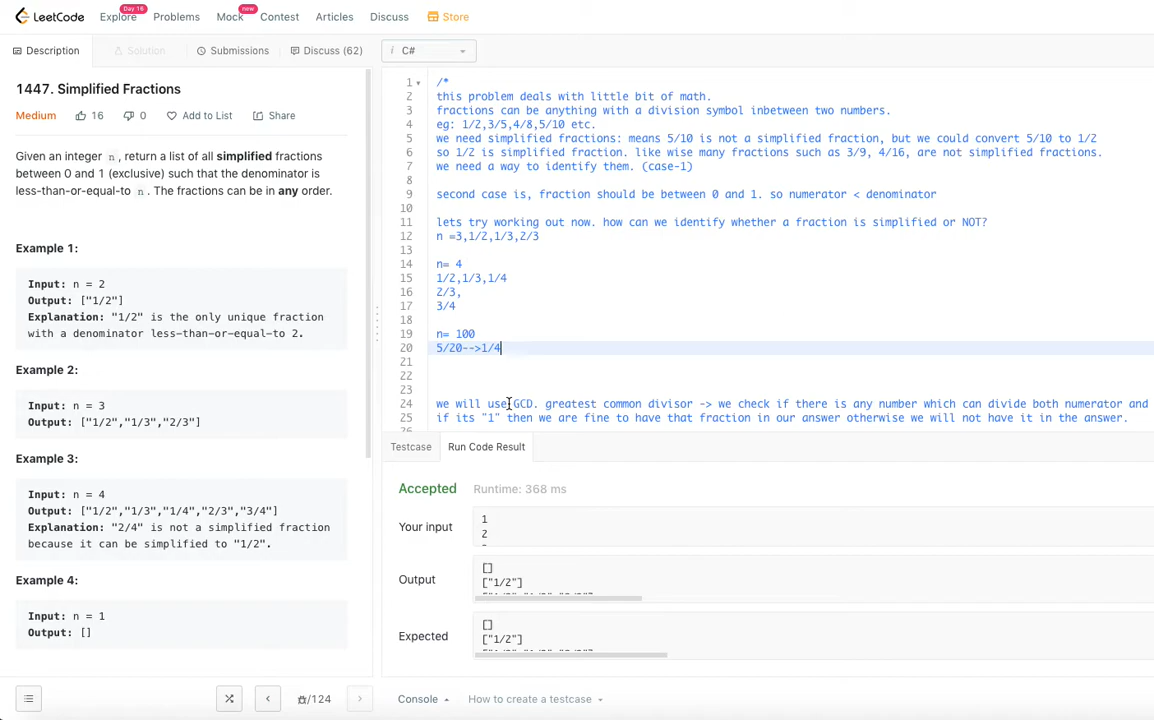 LeetCode
Explore
Day 16
Problems
Mock
new
Contest
Articles
Discuss
Store
Description
Solution
Submissions
Discuss (62)
i C#
1447. Simplified Fractions
Medium 16 0 Add to List Share
Given an integer n , return a list of all simplified fractions
between 0 and 1 (exclusive) such that the denominator is
less-than-or-equal-to n . The fractions can be in any order.
Example 1:
Input: n = 2
Output: ["1/2"]
Explanation: "1/2" is the only unique fraction
with a denominator less-than-or-equal-to 2.
Example 2:
Input: n = 3
Output: ["1/2","1/3","2/3"]
Example 3:
Input: n = 4
Output: ["1/2","1/3","1/4","2/3","3/4"]
Explanation: "2/4" is not a simplified fraction
because it can be simplified to "1/2".
Example 4:
Input: n = 1
Output: []
1 /*
2 this problem deals with little bit of math.
3 fractions can be anything with a division symbol inbetween two numbers.
4 eg: 1/2,3/5,4/8,5/10 etc.
5 we need simplified fractions: means 5/10 is not a simplified fraction, but we could convert 5/10 to 1/2
6 so 1/2 is simplified fraction. like wise many fractions such as 3/9, 4/16, are not simplified fractions.
7 we need a way to identify them. (case-1)
8
9 second case is, fraction should be between 0 and 1. so numerator < denominator
10
11 lets try working out now. how can we identify whether a fraction is simplified or NOT?
12 n =3,1/2,1/3,2/3
13
14 n= 4
15 1/2,1/3,1/4
16 2/3,
17 3/4
18
19 n= 100
20 5/20-->1/4
21
22
23
24 we will use GCD. greatest common divisor -> we check if there is any number which can divide both numerator and
25 if its "1" then we are fine to have that fraction in our answer otherwise we will not have it in the answer.
Testcase
Run Code Result
Accepted Runtime: 368 ms
Your input
1
2
Output
[]
["1/2"]
Expected
[]
["1/2"]
/124
Console
How to create a testcase